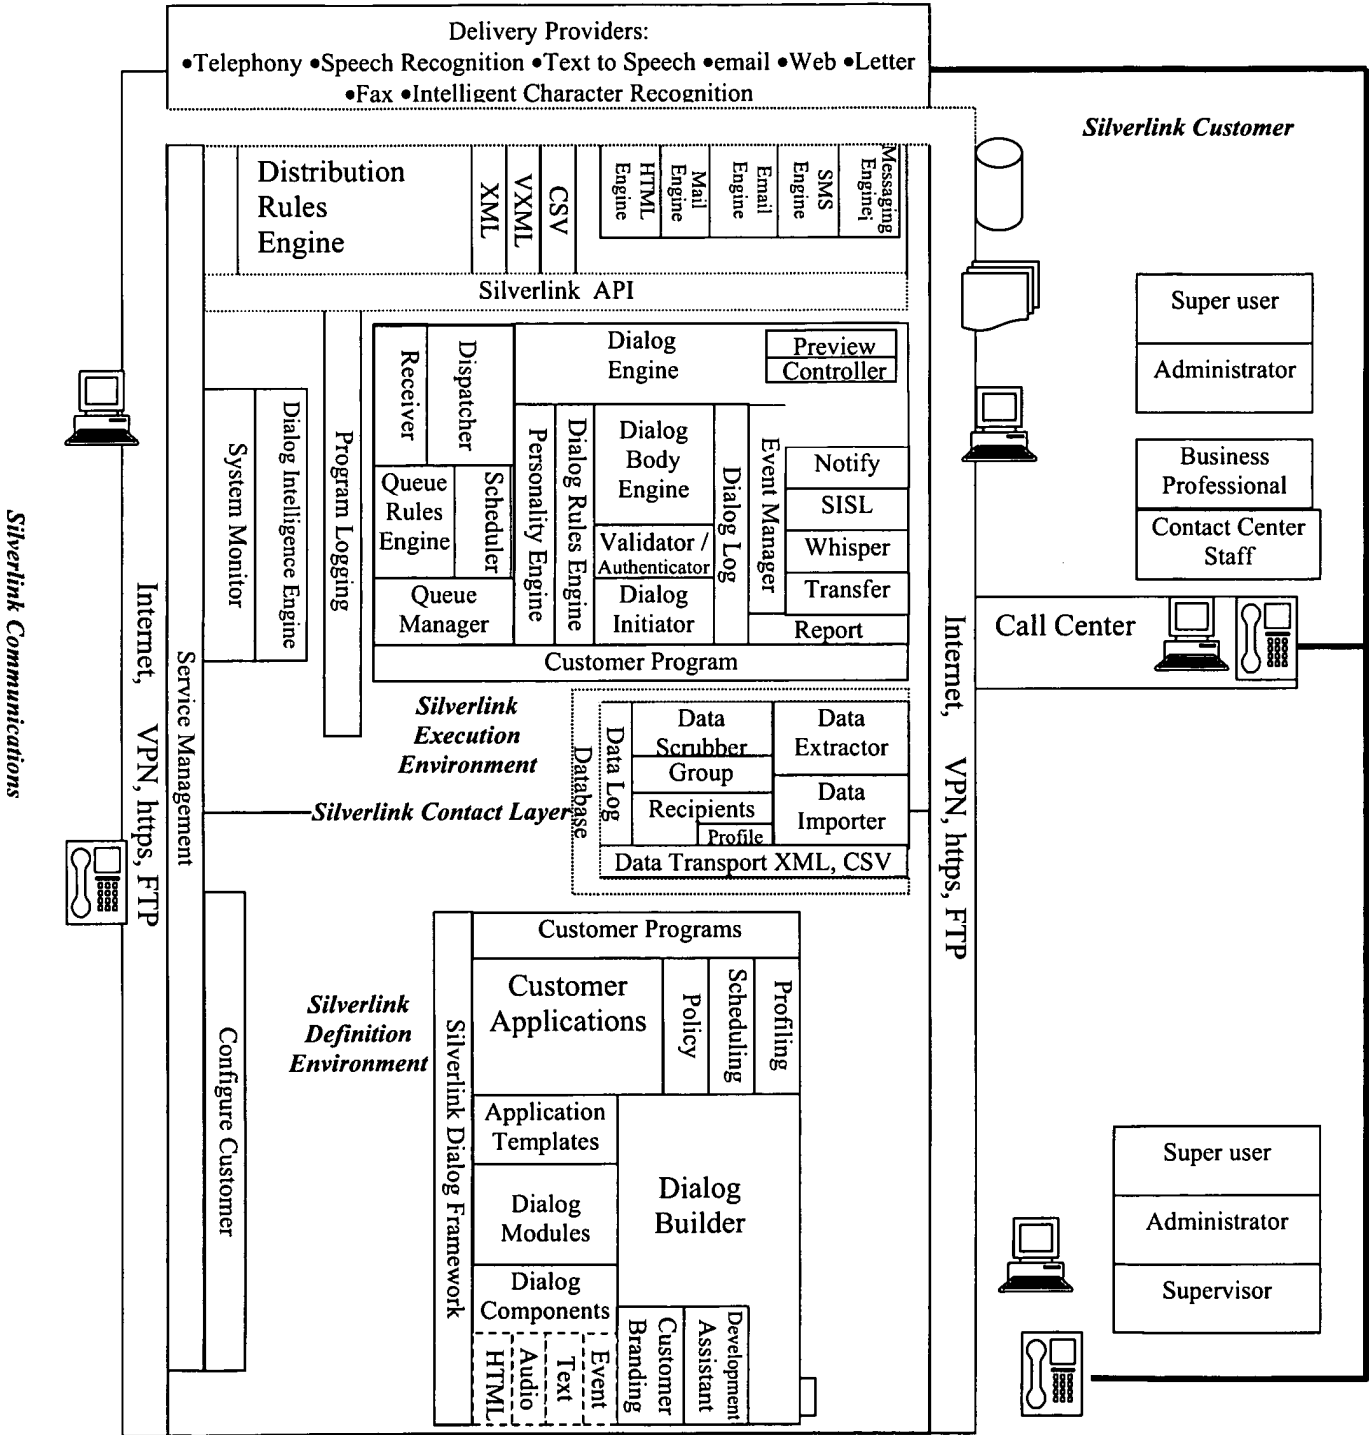 Delivery Providers:
•Telephony •Speech Recognition •Text to Speech •email •Web •Letter
•Fax •Intelligent Character Recognition
Silverlink Customer
Distribution
Rules
Engine
XML
VXML
CSV
HTML
Engine
Mail
Engine
Email
Engine
SMS
Engine
Messaging
Enginei
Silverlink API
Super user
Administrator
Business
Professional
Contact Center
Staff
Call Center
Receiver
Dispatcher
Dialog
Engine
Preview
Controller
System Monitor
Dialog Intelligence Engine
Program Logging
Queue
Rules
Engine
Scheduler
Queue
Manager
Personality Engine
Dialog Rules Engine
Dialog
Body
Engine
Validator /
Authenticator
Dialog
Initiator
Dialog Log
Event Manager
Notify
SISL
Whisper
Transfer
Report
Customer Program
Silverlink Communications
Internet, VPN, https, FTP
Service Management
Internet, VPN, https, FTP
Silverlink
Execution
Environment
Silverlink Contact Layer
Database
Data Log
Data
Scrubber
Group
Recipients
Profile
Data
Extractor
Data
Importer
Data Transport XML, CSV
Configure Customer
Silverlink
Definition
Environment
Silverlink Dialog Framework
Customer Programs
Customer
Applications
Policy
Scheduling
Profiling
Application
Templates
Dialog
Modules
Dialog
Components
HTML
Audio
Text
Event
Dialog
Builder
Customer
Branding
Development
Assistant
Super user
Administrator
Supervisor